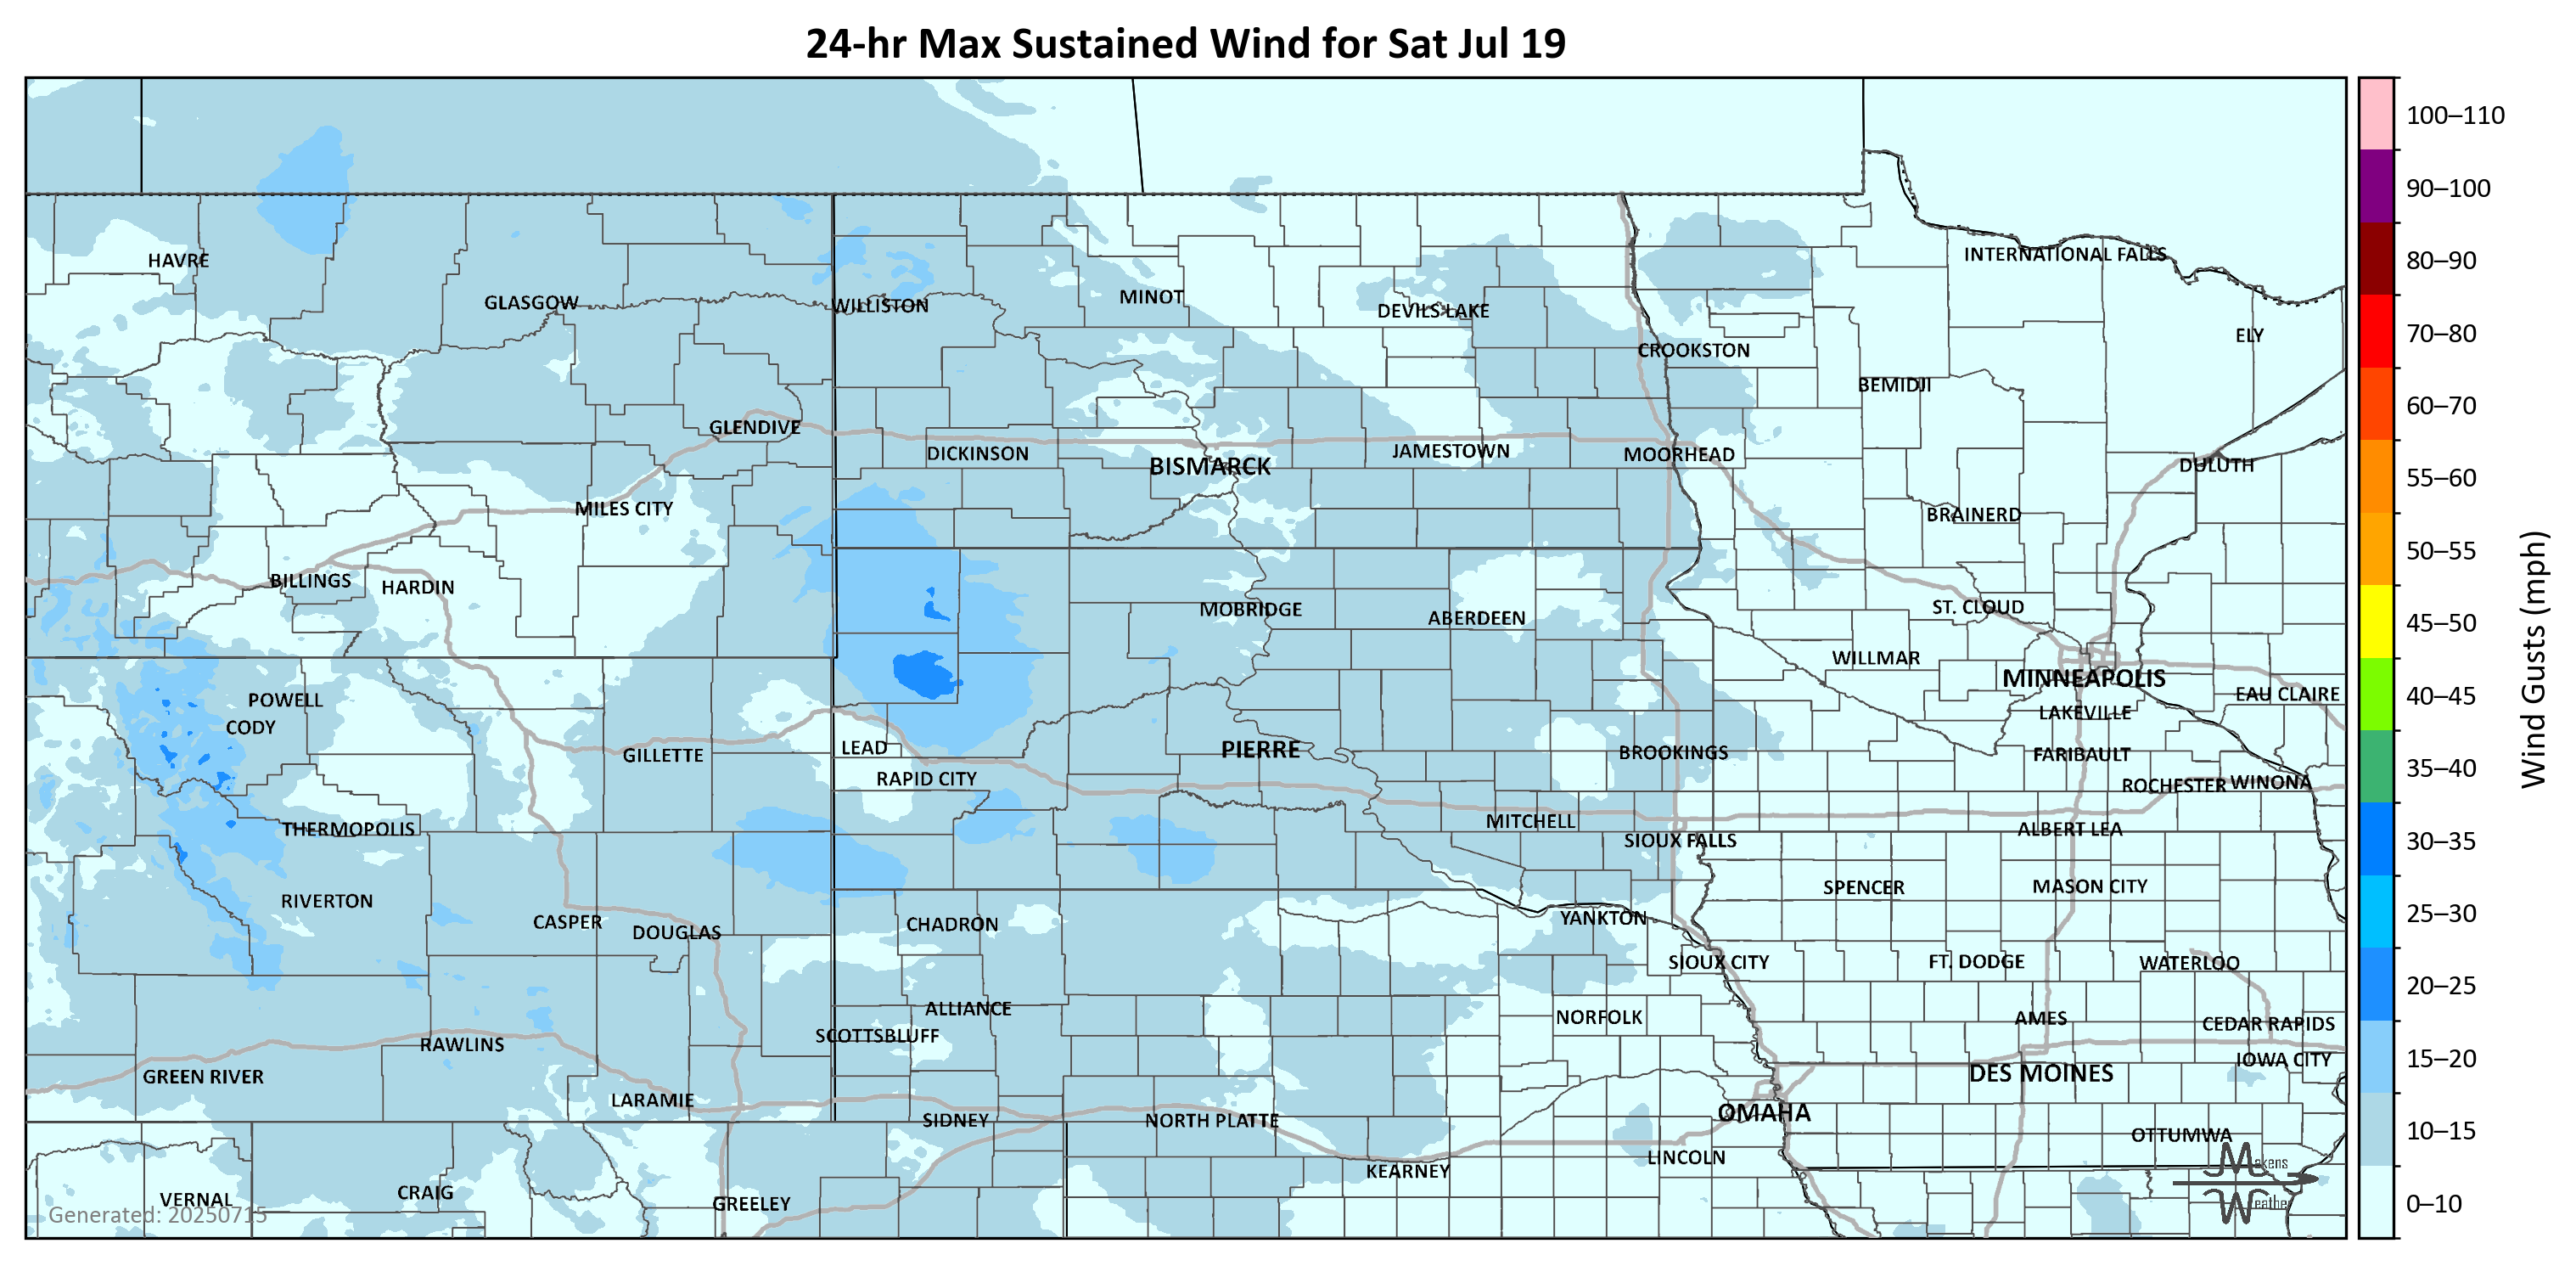 24-hr Max Sustained Wind for Sat Jul 19
100–110
90–100
80–90
70–80
60–70
55–60
50–55
45–50
40–45
35–40
30–35
25–30
20–25
15–20
10–15
0–10
Wind Gusts (mph)
HAVRE
INTERNATIONAL FALLS
GLASGOW
WILLISTON
MINOT
DEVILS LAKE
ELY
CROOKSTON
BEMIDJI
GLENDIVE
DICKINSON
BISMARCK
JAMESTOWN
MOORHEAD
DULUTH
MILES CITY
BRAINERD
BILLINGS
HARDIN
MOBRIDGE
ABERDEEN
ST. CLOUD
WILLMAR
MINNEAPOLIS
EAU CLAIRE
POWELL
CODY
LAKEVILLE
GILLETTE
LEAD
PIERRE
BROOKINGS
FARIBAULT
RAPID CITY
ROCHESTER
WINONA
THERMOPOLIS
MITCHELL
SIOUX FALLS
ALBERT LEA
RIVERTON
SPENCER
MASON CITY
CASPER
DOUGLAS
CHADRON
YANKTON
SIOUX CITY
FT. DODGE
WATERLOO
ALLIANCE
NORFOLK
AMES
CEDAR RAPIDS
SCOTTSBLUFF
RAWLINS
IOWA CITY
GREEN RIVER
DES MOINES
LARAMIE
OMAHA
SIDNEY
NORTH PLATTE
OTTUMWA
LINCOLN
KEARNEY
VERNAL
CRAIG
GREELEY
Generated: 20250715
Makens
Weather